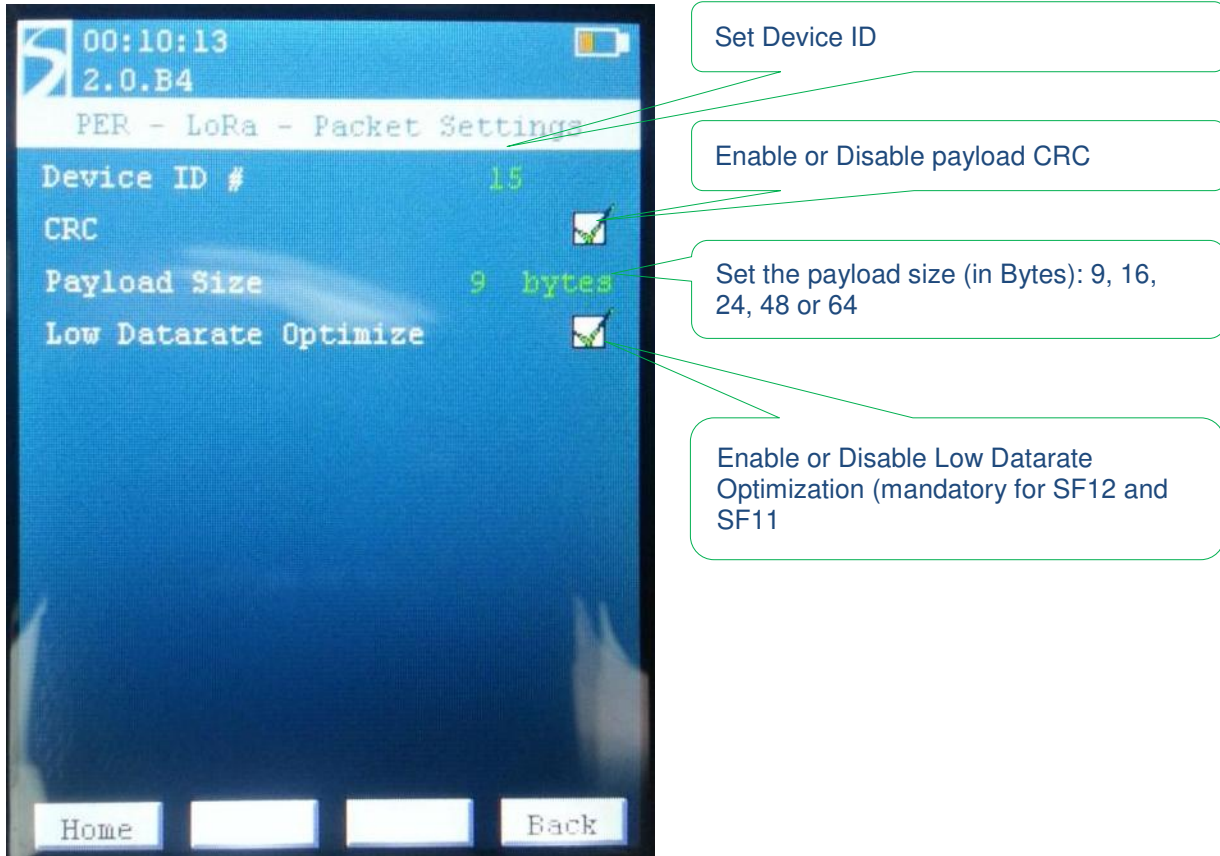 00:10:13
2.0.B4
PER - LoRa - Packet Settings
Device ID # 15
CRC
Payload Size 9 bytes
Low Datarate Optimize
Home Back
Set Device ID
Enable or Disable payload CRC
Set the payload size (in Bytes): 9, 16,
24, 48 or 64
Enable or Disable Low Datarate
Optimization (mandatory for SF12 and
SF11